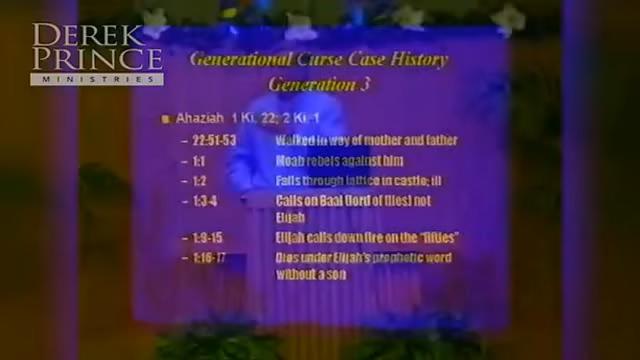 DEREK
PRINCE
MINISTRIES
Generational Curse Case History
Generation 3
Ahaziah 1 Ki. 22; 2 Ki. 1
– 22:51-53 Walked in way of mother and father
– 1:1 Moab rebels against him
– 1:2 Falls through lattice in castle; ill
– 1:3-4 Calls on Baal (lord of flies) not
Elijah
– 1:9-15 Elijah calls down fire on the "fifties"
– 1:16-17 Dies under Elijah's prophetic word
without a son